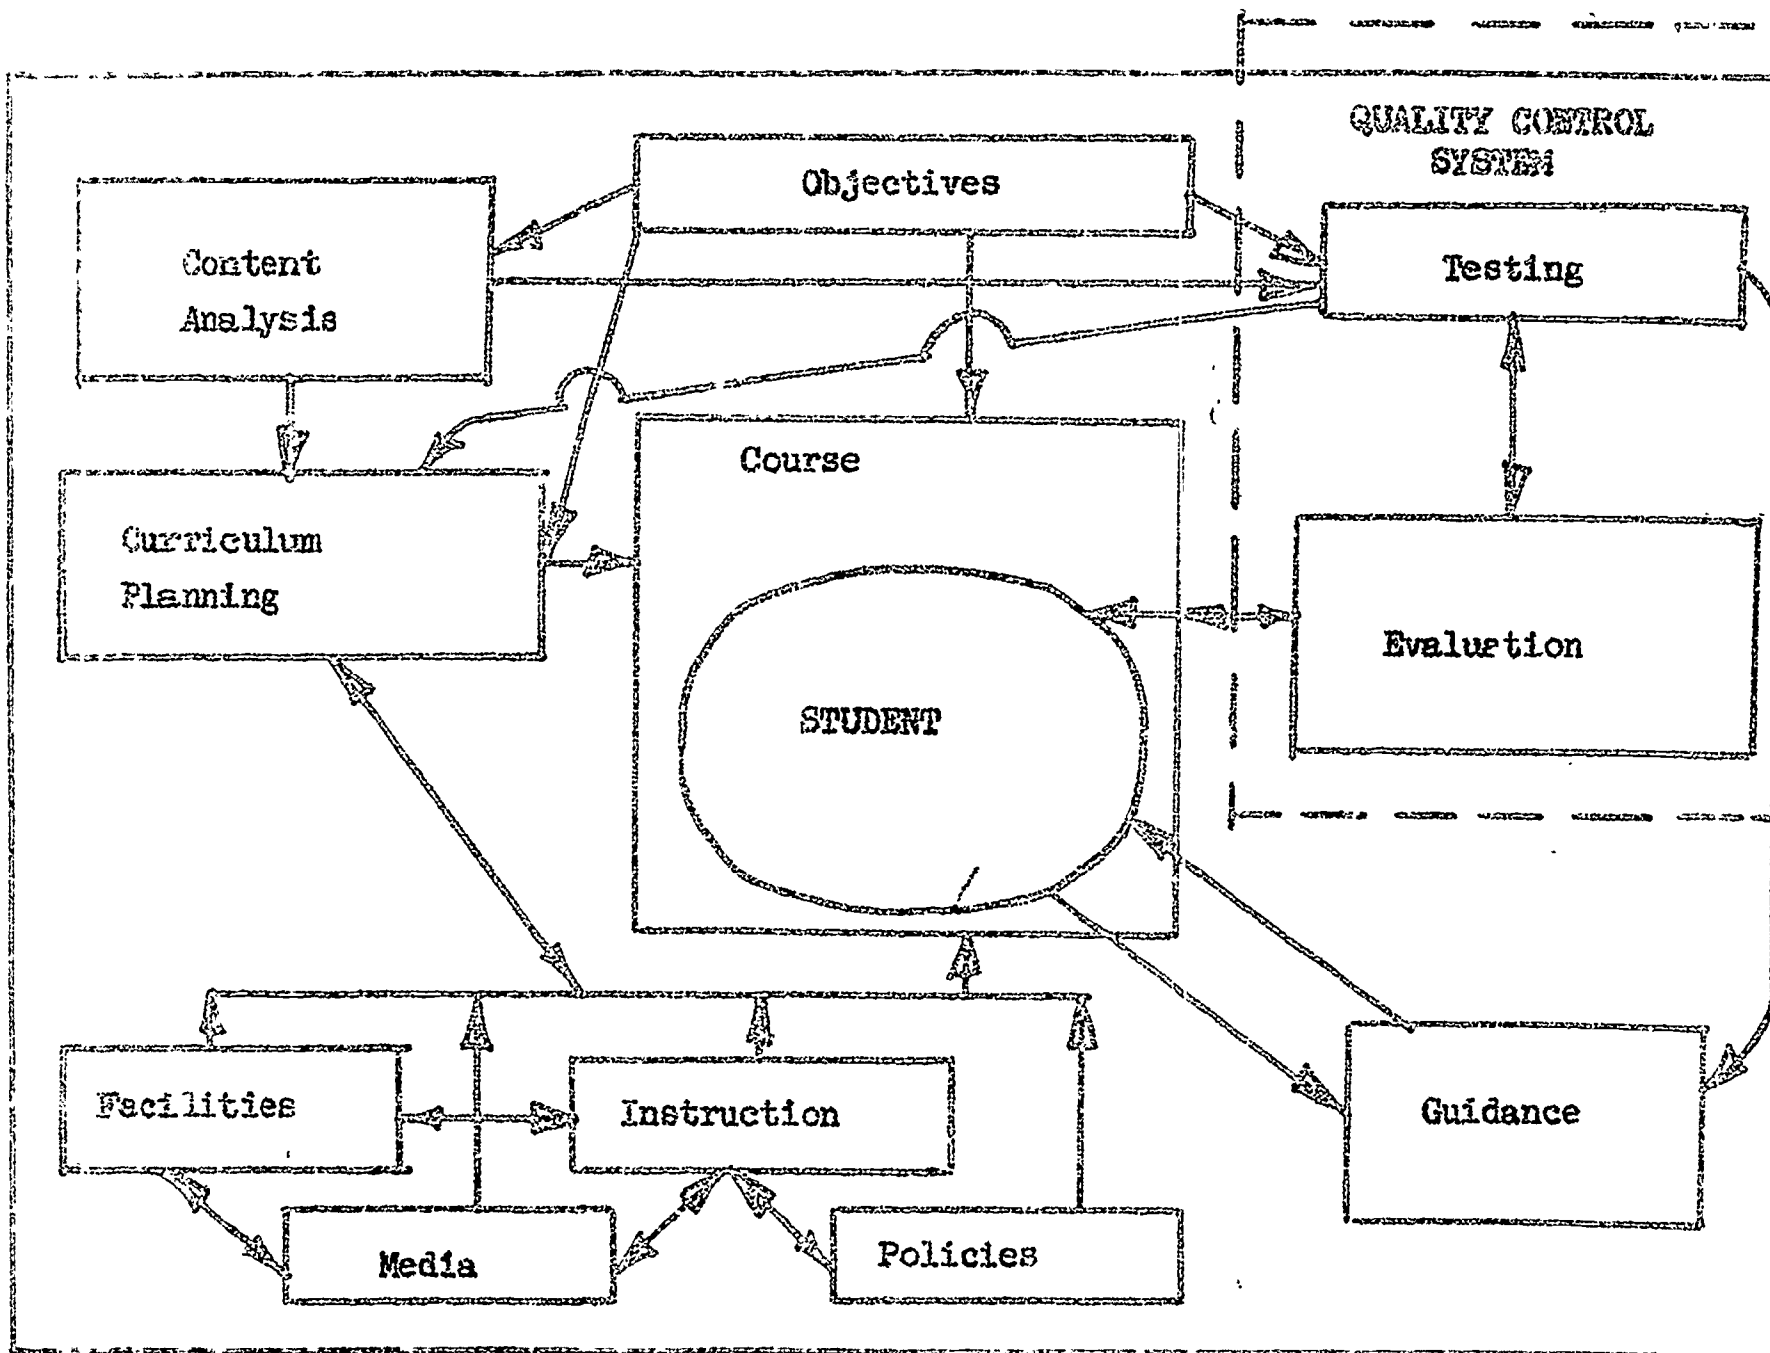 QUALITY CONTROL
SYSTEM
Objectives
Content
Analysis
Testing
Course
Curriculum
Planning
STUDENT
Evaluation
Facilities
Instruction
Guidance
Media
Policies